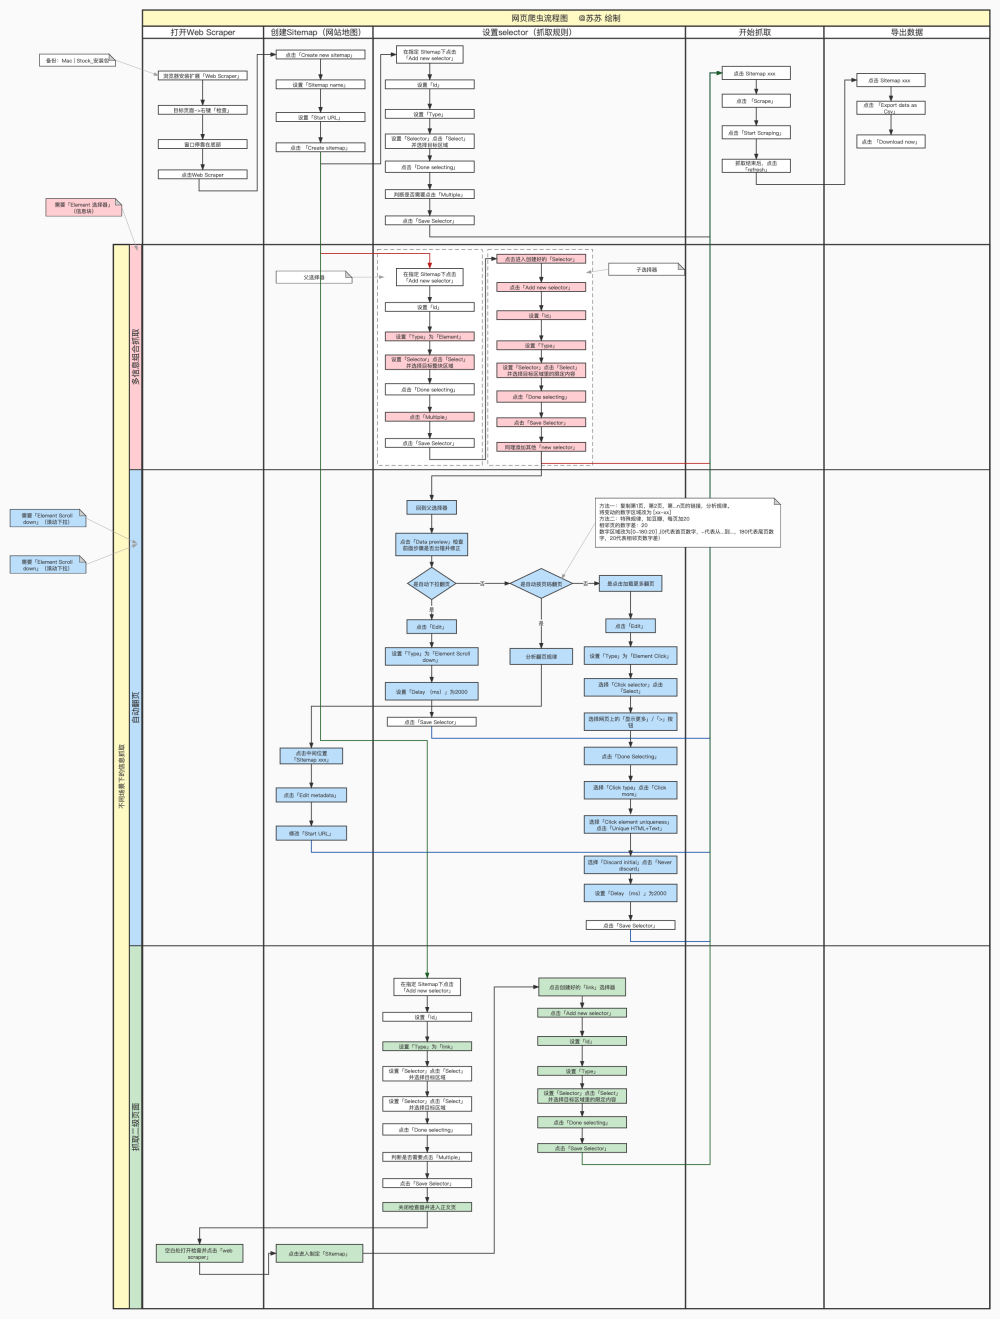 网页爬虫流程图 @苏苏 绘制
打开Web Scraper
创建Sitemap（网站地图）
设置selector（抓取规则）
开始抓取
导出数据
备份：Mac | Stock_安装包
浏览器安装扩展「Web Scraper」
目标页面->右键「检查」
窗口停靠在底部
点击Web Scraper
点击「Create new sitemap」
设置「Sitemap name」
设置「Start URL」
点击 「Create sitemap」
在指定 Sitemap下点击
「Add new selector」
设置「Id」
设置「Type」
设置「Selector」点击「Select」
并选择目标区域
点击「Done selecting」
判断是否需要点击「Multiple」
点击「Save Selector」
点击 Sitemap xxx
点击 「Scrape」
点击「Start Scraping」
抓取结束后，点击
「refresh」
点击 Sitemap xxx
点击 「Export data as
Csv」
点击 「Download now」
需要「Element 选择器」
（信息块）
不同场景下的信息抓取
多信息组合抓取
父选择器
在指定 Sitemap下点击
「Add new selector」
设置「Id」
设置「Type」为「Element」
设置「Selector」点击「Select」
并选择目标整块区域
点击「Done selecting」
点击「Multiple」
点击「Save Selector」
子选择器
点击进入创建好的「Selector」
点击「Add new selector」
设置「Id」
设置「Type」
设置「Selector」点击「Select」
并选择目标区域里的限定内容
点击「Done selecting」
点击「Save Selector」
同理添加其他「new selector」
自动翻页
需要「Element Scroll
down」（滚动下拉）
需要「Element Scroll
down」（滚动下拉）
回到父选择器
点击「Data preview」检查
前面步骤是否出错并修正
是自动下拉翻页
否
是自动按页码翻页
否
是点击加载更多翻页
是
是
方法一：复制第1页，第2页，第...n页的链接，分析规律，
将变动的数字区域改为 [xx-xx]
方法二：特殊规律，如豆瓣，每页加20
相邻页的数字差：20
数字区域改为[0-180:20] ,(0代表首页数字，-代表从...到...，180代表尾页数
字，20代表相邻页数字差)
点击「Edit」
设置「Type」为「Element Scroll
down」
设置「Delay （ms）」为2000
点击「Save Selector」
分析翻页规律
点击中间位置
「Sitemap xxx」
点击「Edit metadata」
修改「Start URL」
点击「Edit」
设置「Type」为「Element Click」
选择「Click selector」点击
「Select」
选择网页上的「显示更多」/「>」按
钮
点击「Done Selecting」
选择「Click type」点击「Click
more」
选择「Click element uniqueness」
点击「Unique HTML+Text」
选择「Discard initial」点击「Never
discard」
设置「Delay （ms）」为2000
点击「Save Selector」
抓取二级页面
在指定 Sitemap下点击
「Add new selector」
设置「Id」
设置「Type」为「link」
设置「Selector」点击「Select」
并选择目标区域
设置「Selector」点击「Select」
并选择目标区域
点击「Done selecting」
判断是否需要点击「Multiple」
点击「Save Selector」
关闭检查器并进入正文页
空白处打开检查并点击「web
scraper」
点击进入制定「Sitemap」
点击创建好的「link」选择器
点击「Add new selector」
设置「Id」
设置「Type」
设置「Selector」点击「Select」
并选择目标区域里的限定内容
点击「Done selecting」
点击「Save Selector」